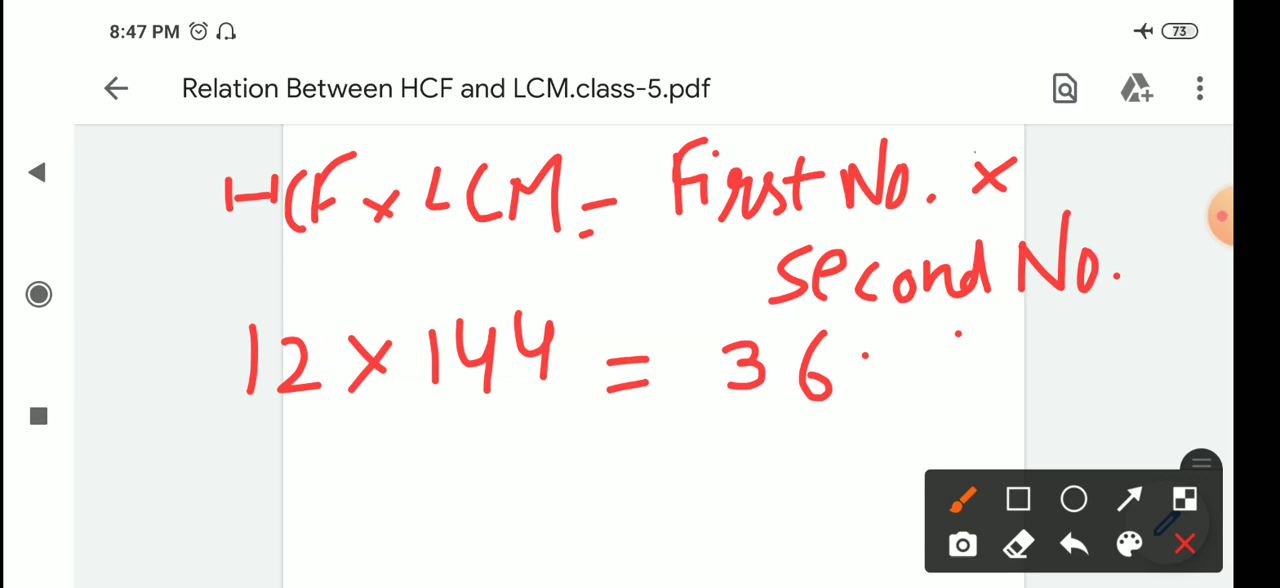 8:47 PM
73
Relation Between HCF and LCM.class-5.pdf
HCF x LCM = First No. x
Second No.
12 x 144 = 36